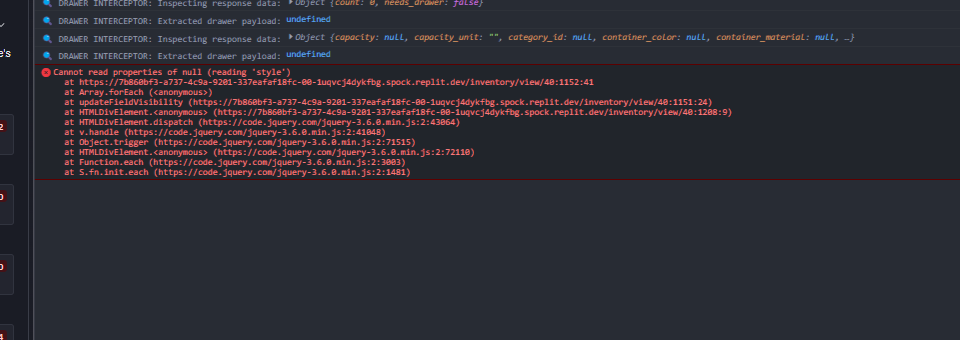 DRAWER INTERCEPTOR: Inspecting response data: ▶ Object {count: 0, needs_drawer: false}
DRAWER INTERCEPTOR: Extracted drawer payload: undefined
DRAWER INTERCEPTOR: Inspecting response data: ▶ Object {capacity: null, capacity_unit: "", category_id: null, container_color: null, container_material: null, …}
DRAWER INTERCEPTOR: Extracted drawer payload: undefined
e's
Cannot read properties of null (reading 'style')
at https://7b860bf3-a737-4c9a-9201-337eafaf18fc-00-1uqvcj4dykfbg.spock.replit.dev/inventory/view/40:1152:41
at Array.forEach (<anonymous>)
at updateFieldVisibility (https://7b860bf3-a737-4c9a-9201-337eafaf18fc-00-1uqvcj4dykfbg.spock.replit.dev/inventory/view/40:1151:24)
at HTMLDivElement.<anonymous> (https://7b860bf3-a737-4c9a-9201-337eafaf18fc-00-1uqvcj4dykfbg.spock.replit.dev/inventory/view/40:1208:9)
at HTMLDivElement.dispatch (https://code.jquery.com/jquery-3.6.0.min.js:2:43064)
at v.handle (https://code.jquery.com/jquery-3.6.0.min.js:2:41048)
at Object.trigger (https://code.jquery.com/jquery-3.6.0.min.js:2:71515)
at HTMLDivElement.<anonymous> (https://code.jquery.com/jquery-3.6.0.min.js:2:72110)
at Function.each (https://code.jquery.com/jquery-3.6.0.min.js:2:3003)
at S.fn.init.each (https://code.jquery.com/jquery-3.6.0.min.js:2:1481)
2
0
0
4